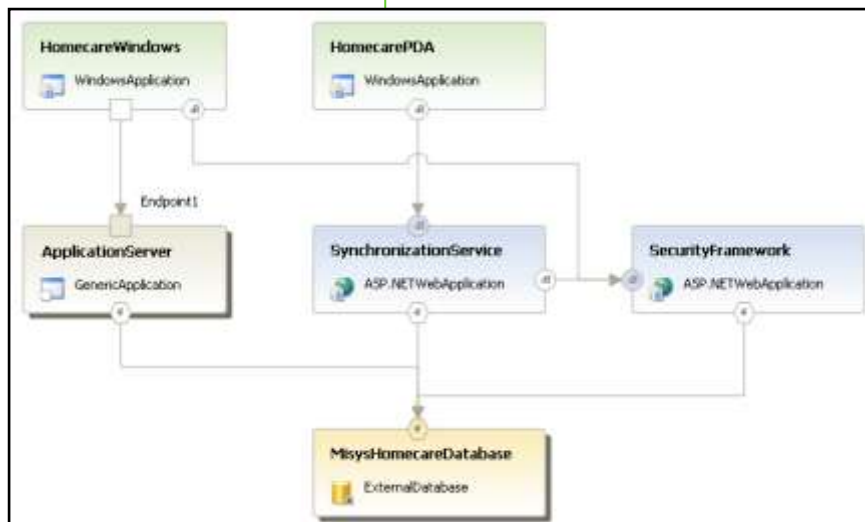 HomecareWindows
WindowsApplication
HomecarePDA
WindowsApplication
Endpoint1
ApplicationServer
GenericApplication
SynchronizationService
ASP.NETWebApplication
SecurityFramework
ASP.NETWebApplication
MisysHomecareDatabase
ExternalDatabase